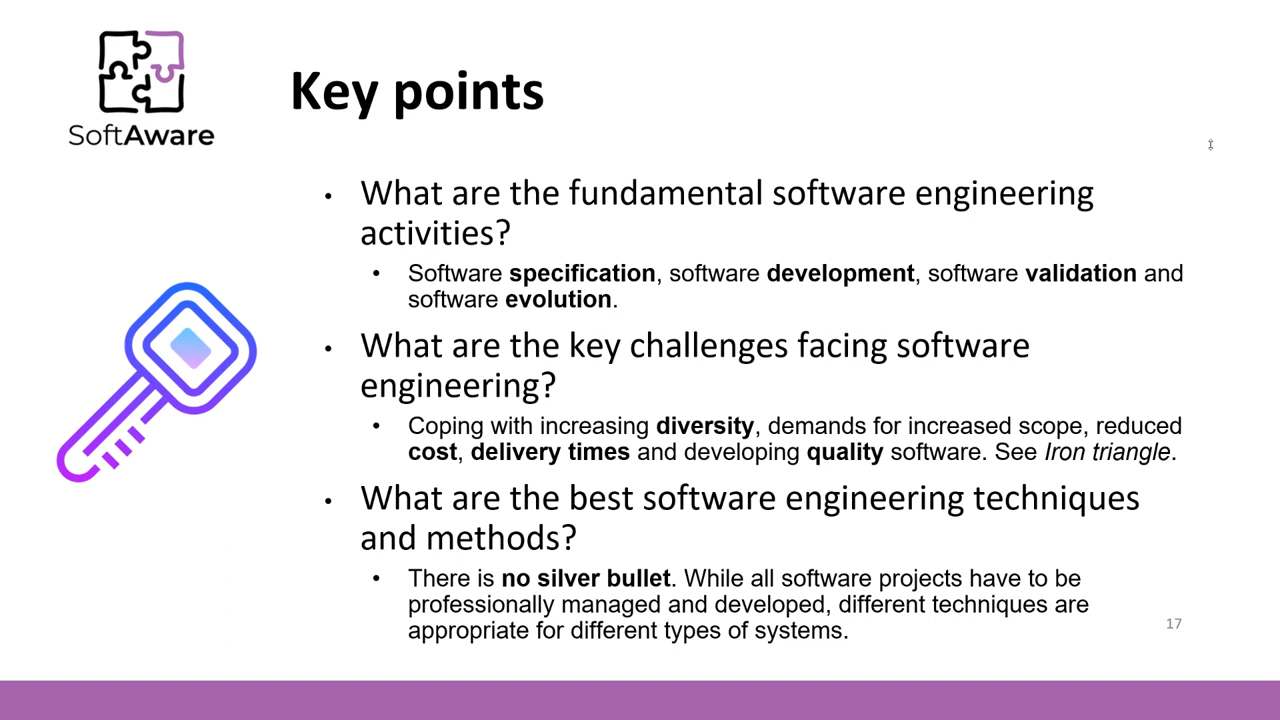 SoftAware
Key points
• What are the fundamental software engineering
activities?
• Software specification, software development, software validation and
software evolution.
• What are the key challenges facing software
engineering?
• Coping with increasing diversity, demands for increased scope, reduced
cost, delivery times and developing quality software. See Iron triangle.
• What are the best software engineering techniques
and methods?
• There is no silver bullet. While all software projects have to be
professionally managed and developed, different techniques are
appropriate for different types of systems.
17